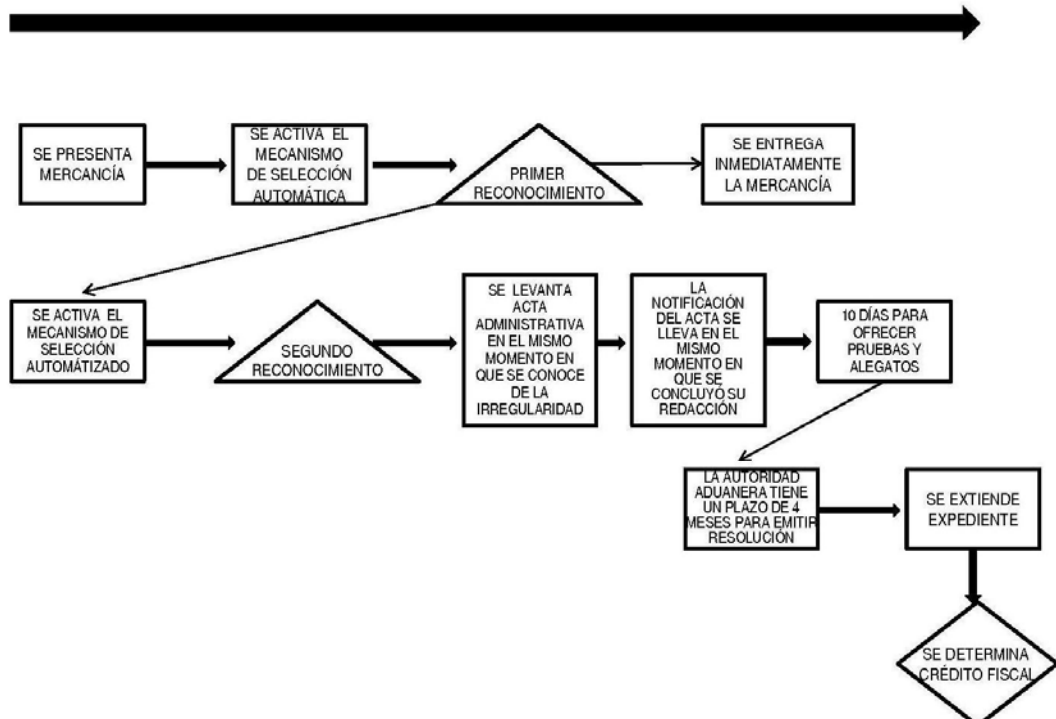 SE PRESENTA
MERCANCÍA
SE ACTIVA EL
MECANISMO
DE SELECCIÓN
AUTOMÁTICA
PRIMER
RECONOCIMIENTO
SE ENTREGA
INMEDIATAMENTE
LA MERCANCÍA
SE ACTIVA EL
MECANISMO DE
SELECCIÓN
AUTOMÁTIZADO
SEGUNDO
RECONOCIMIENTO
SE LEVANTA
ACTA
ADMINISTRATIVA
EN EL MISMO
MOMENTO EN
QUE SE CONOCE
DE LA
IRREGULARIDAD
LA
NOTIFICACIÓN
DEL ACTA SE
LLEVA EN EL
MISMO
MOMENTO EN
QUE SE
CONCLUYÓ SU
REDACCIÓN
10 DÍAS PARA
OFRECER
PRUEBAS Y
ALEGATOS
LA AUTORIDAD
ADUANERA TIENE
UN PLAZO DE 4
MESES PARA EMITIR
RESOLUCIÓN
SE EXTIENDE
EXPEDIENTE
SE DETERMINA
CRÉDITO FISCAL